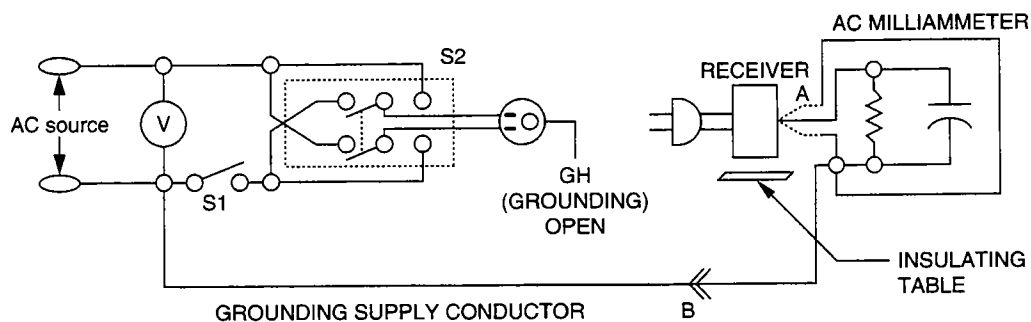 AC MILLIAMMETER
S2
RECEIVER
A
AC source
V
S1
GH
(GROUNDING)
OPEN
INSULATING
TABLE
GROUNDING SUPPLY CONDUCTOR
B